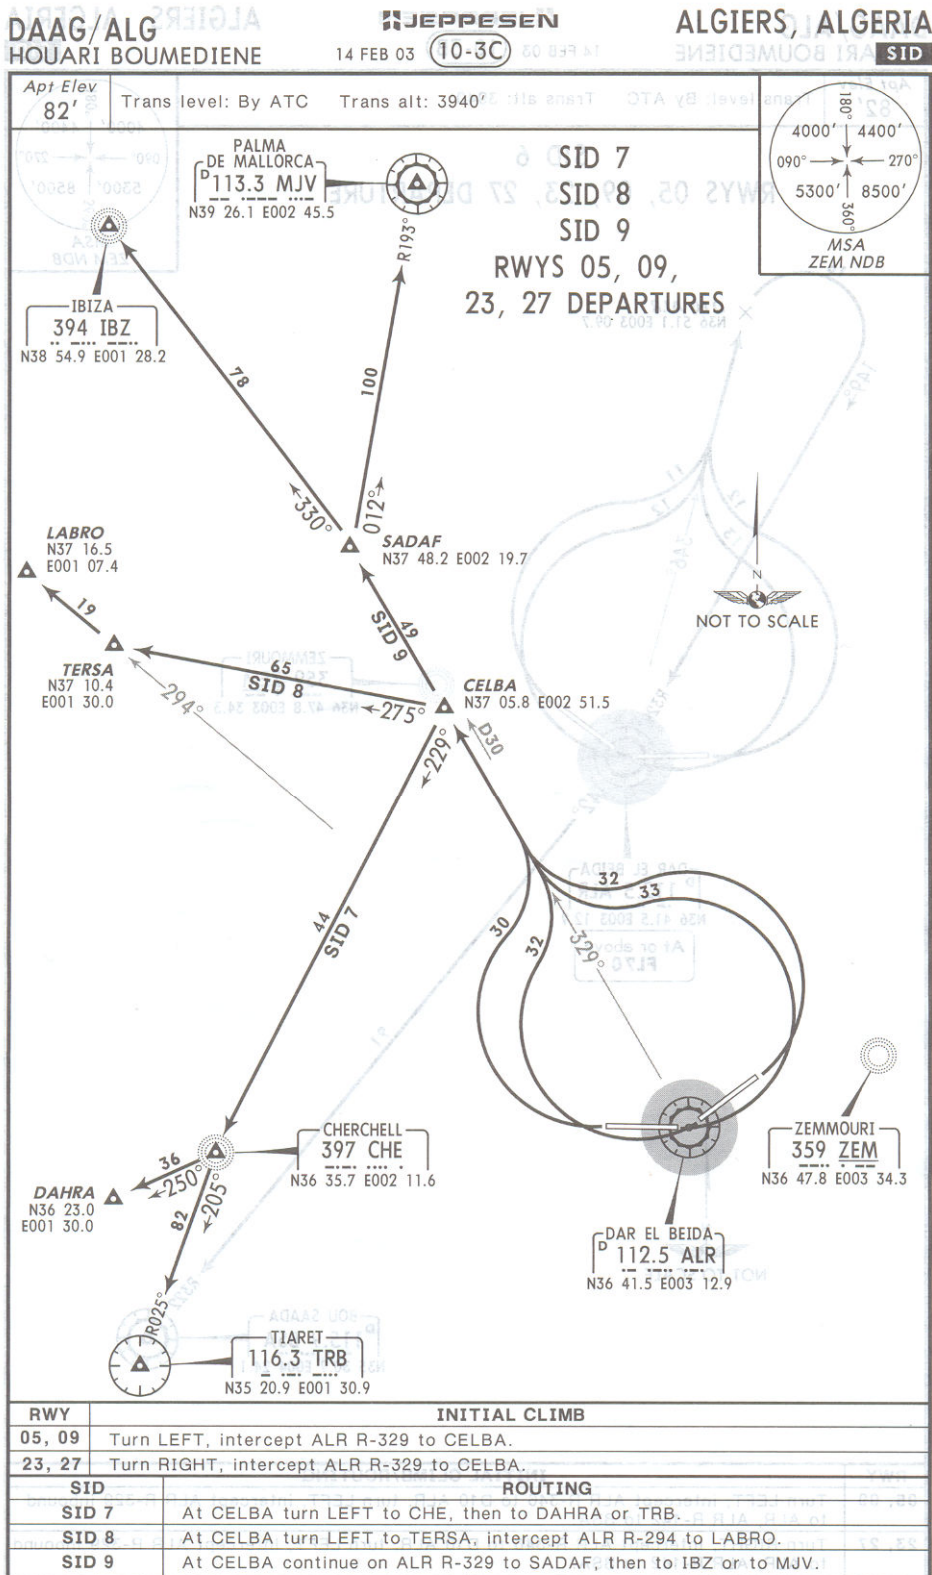 DAAG/ALG
HOUARI BOUMEDIENE
JEPPESEN
14 FEB 03 10-3C
ALGIERS, ALGERIA
SID
Apt Elev
82'
Trans level: By ATC Trans alt: 3940'
180°
4000' 4400'
090° 270°
5300' 8500'
360°
MSA
ZEM NDB
SID 7
SID 8
SID 9
RWYS 05, 09,
23, 27 DEPARTURES
PALMA
DE MALLORCA
D 113.3 MJV
N39 26.1 E002 45.5
R193°
IBIZA
394 IBZ
N38 54.9 E001 28.2
78
100
330°
012°
SADAF
N37 48.2 E002 19.7
LABRO
N37 16.5
E001 07.4
19
TERSA
N37 10.4
E001 30.0
294°
65
SID 8
275°
49
SID 9
CELBA
N37 05.8 E002 51.5
D30
229°
N
NOT TO SCALE
44
SID 7
32
33
30
32
329°
CHERCHELL
397 CHE
N36 35.7 E002 11.6
36
250°
205°
82
DAHRA
N36 23.0
E001 30.0
R025°
TIARET
116.3 TRB
N35 20.9 E001 30.9
ZEMMOURI
359 ZEM
N36 47.8 E003 34.3
DAR EL BEIDA
D 112.5 ALR
N36 41.5 E003 12.9
RWY INITIAL CLIMB
05, 09 Turn LEFT, intercept ALR R-329 to CELBA.
23, 27 Turn RIGHT, intercept ALR R-329 to CELBA.
SID ROUTING
SID 7 At CELBA turn LEFT to CHE, then to DAHRA or TRB.
SID 8 At CELBA turn LEFT to TERSA, intercept ALR R-294 to LABRO.
SID 9 At CELBA continue on ALR R-329 to SADAF, then to IBZ or to MJV.